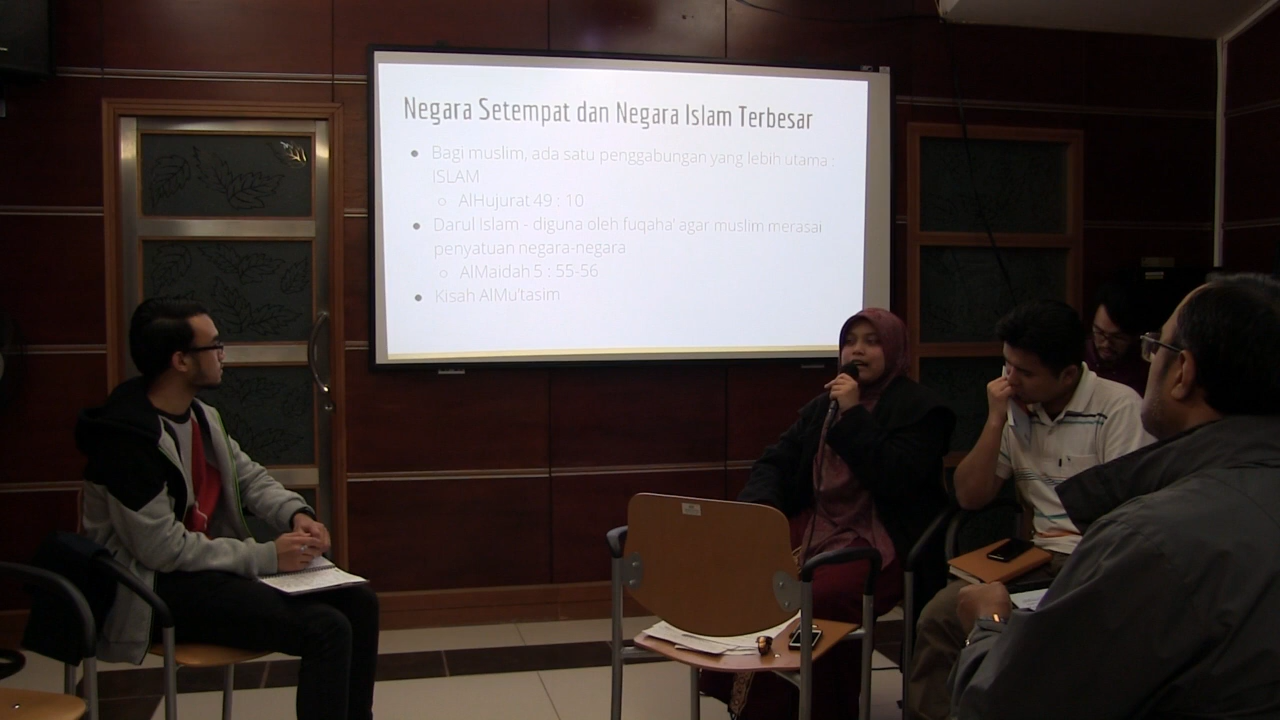 Negara Setempat dan Negara Islam Terbesar
Bagi muslim, ada satu penggabungan yang lebih utama :
ISLAM
AlHujurat 49 : 10
Darul Islam - diguna oleh fuqaha' agar muslim merasai
penyatuan negara-negara
AlMaidah 5 : 55-56
Kisah AlMu'tasim